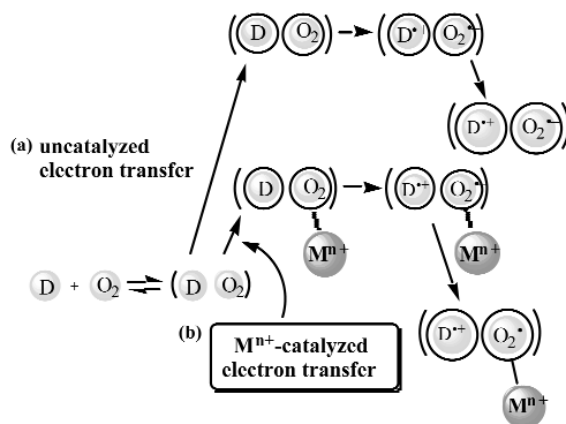 ( D O₂ ) → ( D•+ O₂•– )
( D•+ O₂•– )
(a) uncatalyzed
electron transfer
( D O₂ ) → ( D•+ O₂•– )
Mn+ Mn+
D + O₂ ⇌ ( D O₂ )
(b)
Mn+-catalyzed
electron transfer
( D•+ O₂• )
Mn+